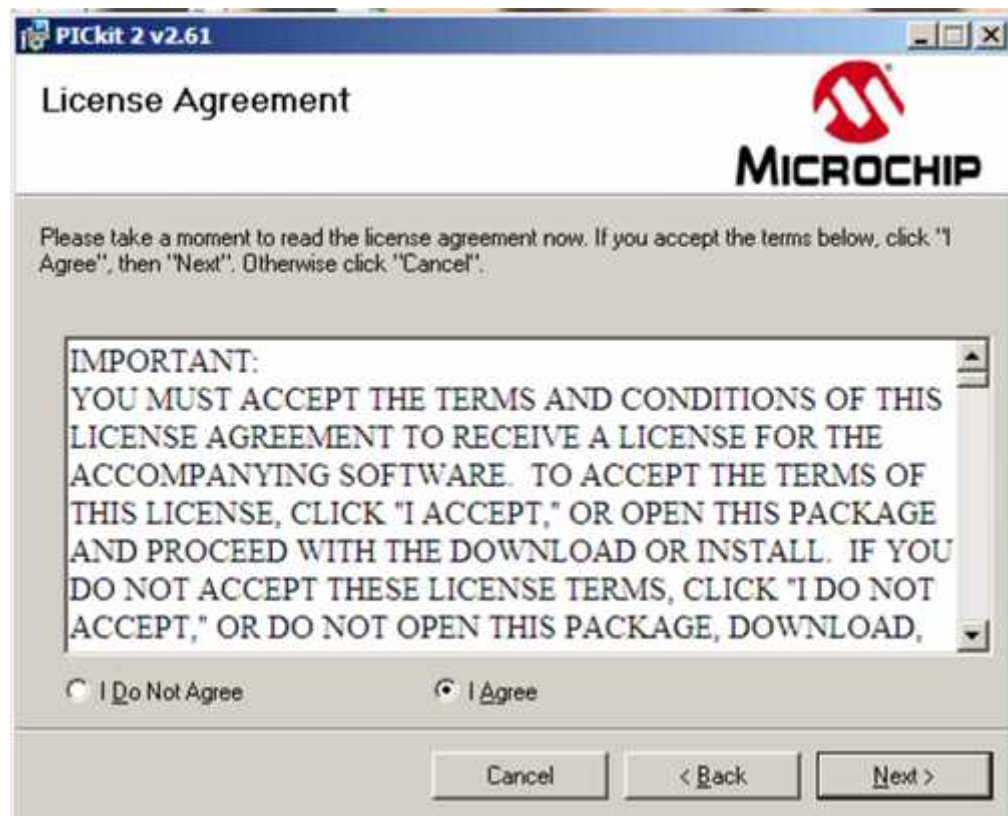 PICkit 2 v2.61
License Agreement
MICROCHIP
Please take a moment to read the license agreement now. If you accept the terms below, click "I
Agree", then "Next". Otherwise click "Cancel".
IMPORTANT:
YOU MUST ACCEPT THE TERMS AND CONDITIONS OF THIS
LICENSE AGREEMENT TO RECEIVE A LICENSE FOR THE
ACCOMPANYING SOFTWARE.  TO ACCEPT THE TERMS OF
THIS LICENSE, CLICK "I ACCEPT," OR OPEN THIS PACKAGE
AND PROCEED WITH THE DOWNLOAD OR INSTALL.  IF YOU
DO NOT ACCEPT THESE LICENSE TERMS, CLICK "I DO NOT
ACCEPT," OR DO NOT OPEN THIS PACKAGE, DOWNLOAD,
I Do Not Agree
I Agree
Cancel
< Back
Next >